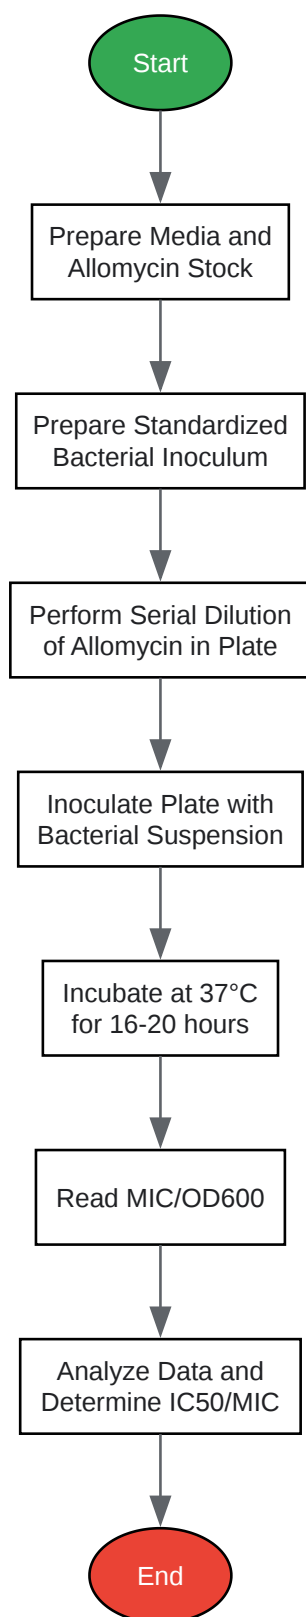 Start
Prepare Media and
Allomycin Stock
Prepare Standardized
Bacterial Inoculum
Perform Serial Dilution
of Allomycin in Plate
Inoculate Plate with
Bacterial Suspension
Incubate at 37°C
for 16-20 hours
Read MIC/OD600
Analyze Data and
Determine IC50/MIC
End